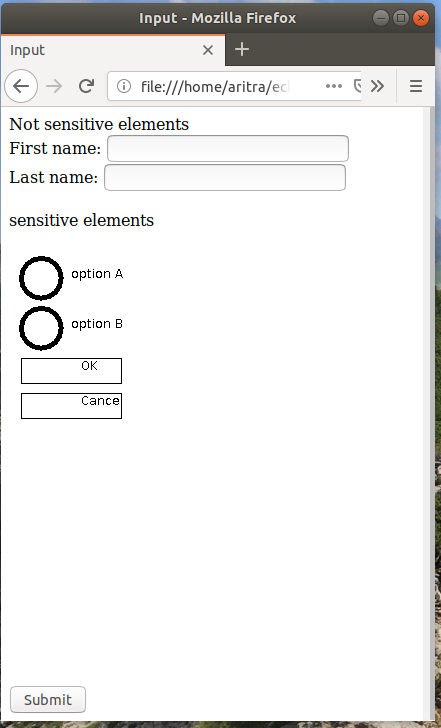 Input - Mozilla Firefox
Input
file:///home/aritra/ec
Not sensitive elements
First name:
Last name:
sensitive elements
option A
option B
OK
Cance
Submit